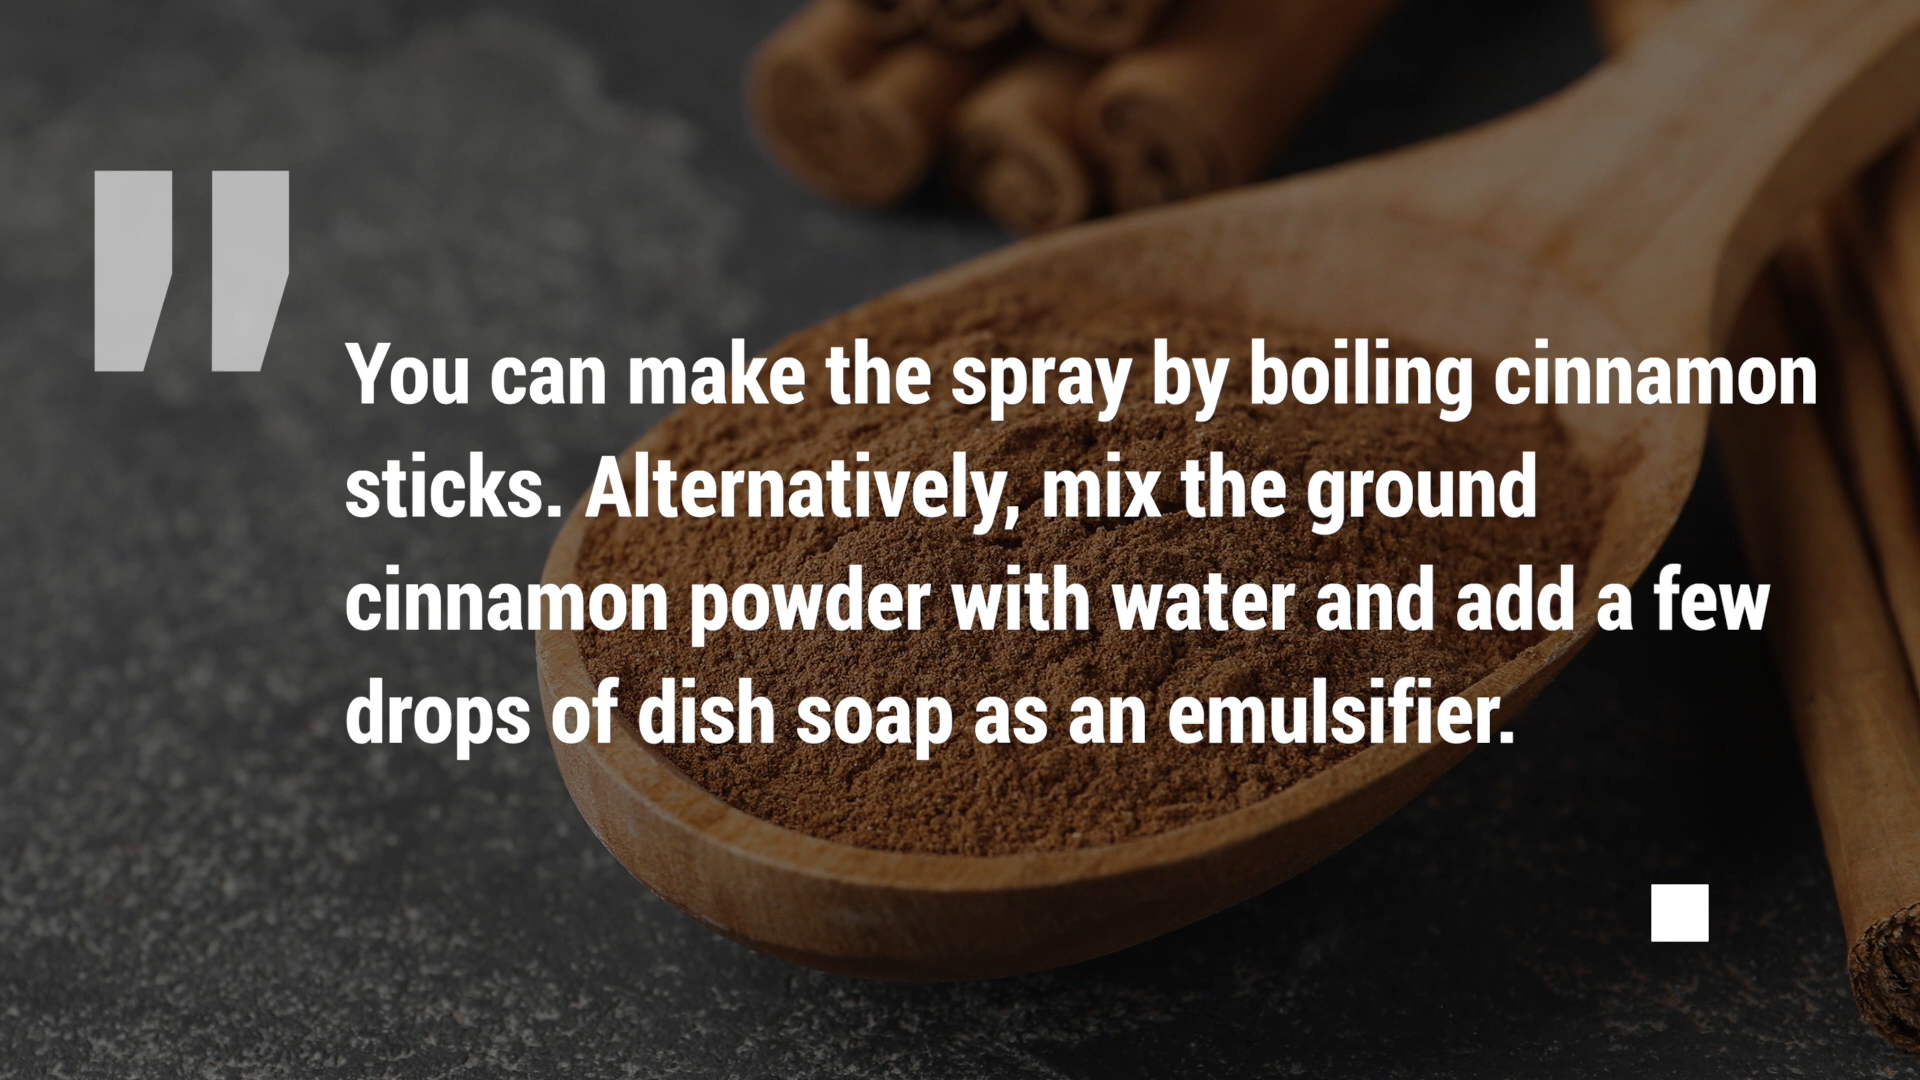 "
You can make the spray by boiling cinnamon
sticks. Alternatively, mix the ground
cinnamon powder with water and add a few
drops of dish soap as an emulsifier.